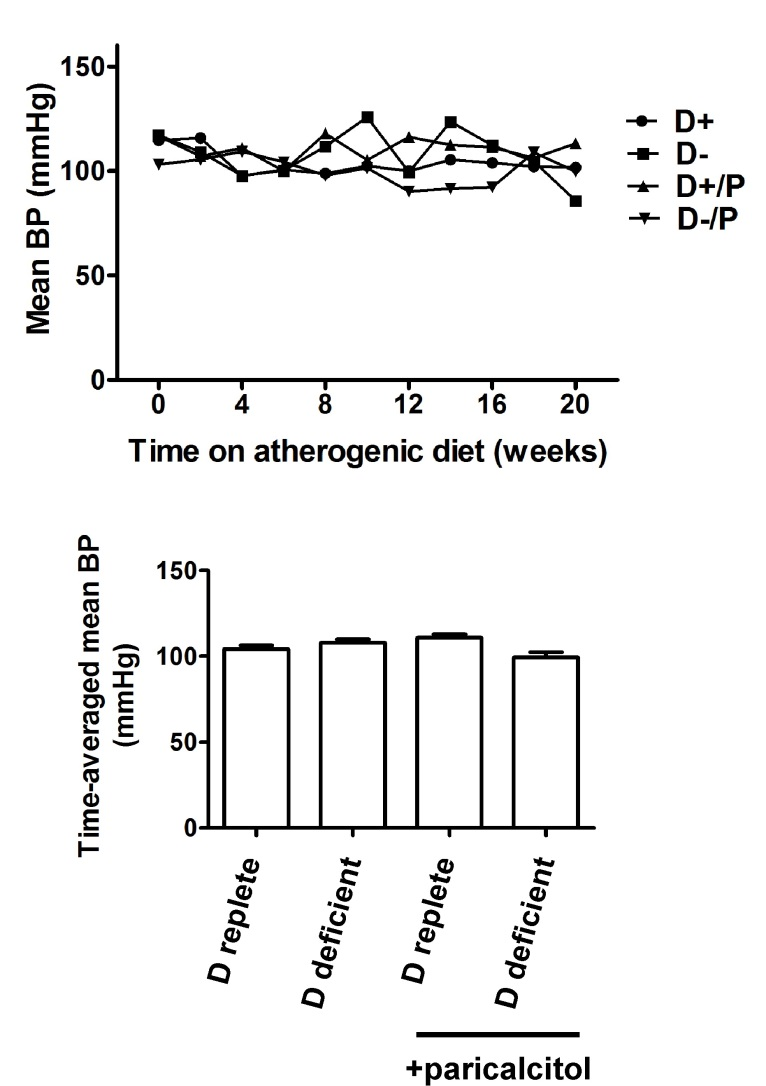 Mean BP (mmHg)
150
100
50
0
0 4 8 12 16 20
Time on atherogenic diet (weeks)
D+
D-
D+/P
D-/P
Time-averaged mean BP
(mmHg)
150
100
50
0
D replete
D deficient
D replete
D deficient
+paricalcitol